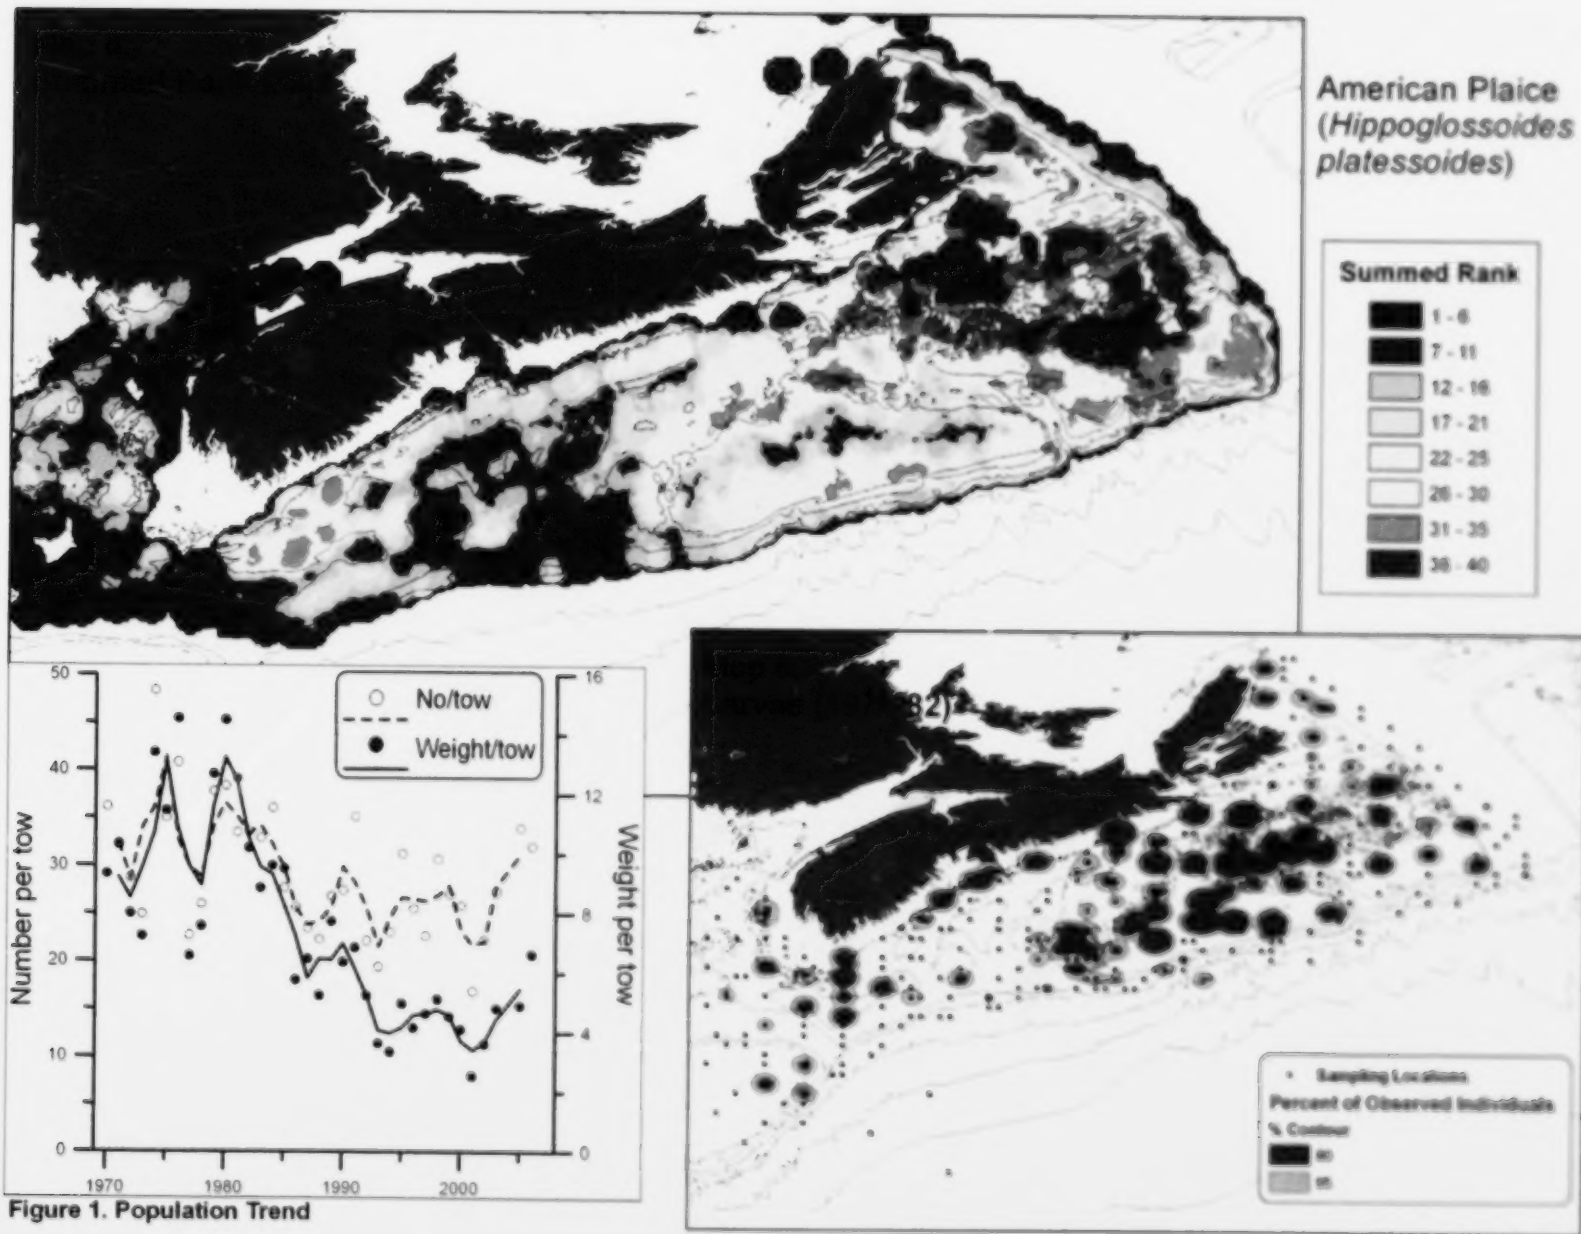 American Plaice
(Hippoglossoides
platessoides)
Summed Rank
1 - 6
7 - 11
12 - 16
17 - 21
22 - 25
26 - 30
31 - 35
36 - 40
No/tow
Weight/tow
Number per tow
50
40
30
20
10
0
1970
1980
1990
2000
Weight per tow
16
12
8
4
0
Figure 1. Population Trend
82)
Sampling Locations
Percent of Observed Individuals
% Contour